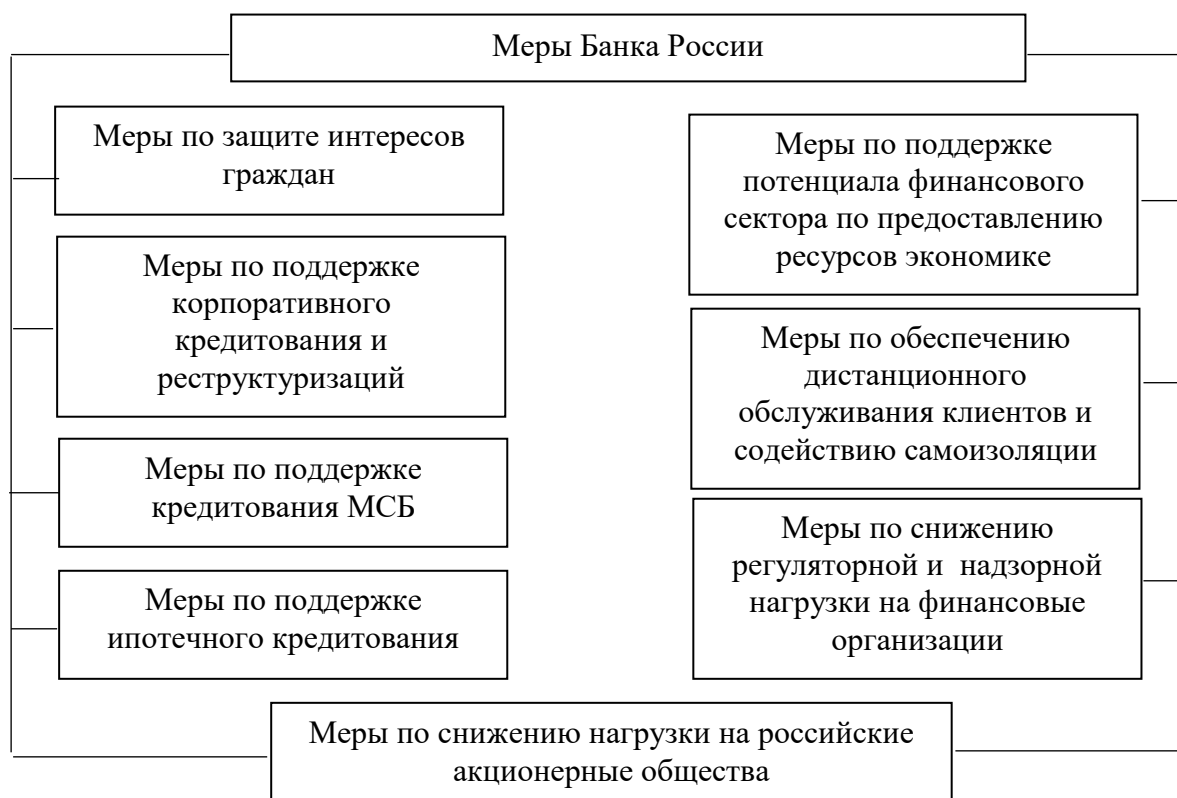 Меры Банка России
Меры по защите интересов
граждан
Меры по поддержке
корпоративного
кредитования и
реструктуризаций
Меры по поддержке
кредитования МСБ
Меры по поддержке
ипотечного кредитования
Меры по поддержке
потенциала финансового
сектора по предоставлению
ресурсов экономике
Меры по обеспечению
дистанционного
обслуживания клиентов и
содействию самоизоляции
Меры по снижению
регуляторной и  надзорной
нагрузки на финансовые
организации
Меры по снижению нагрузки на российские
акционерные общества